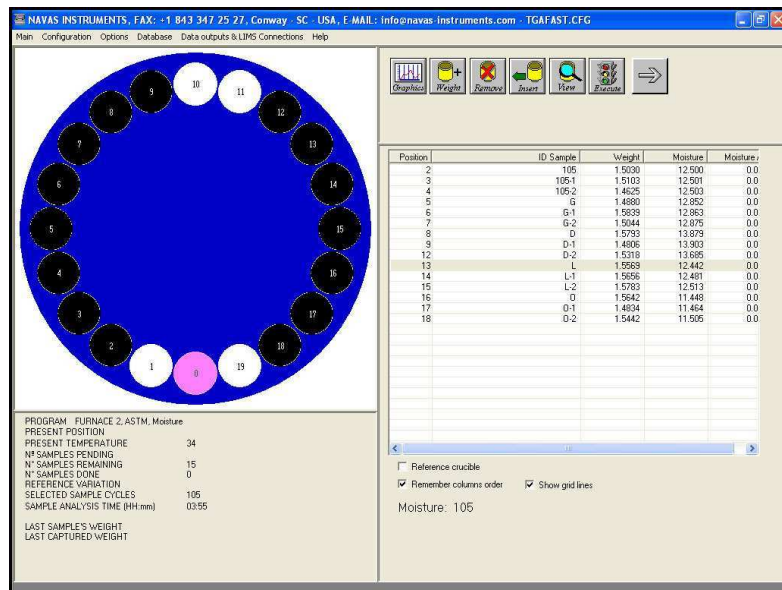 NAVAS INSTRUMENTS, FAX: +1 843 347 25 27, Conway - SC - USA, E-MAIL: info@navas-instruments.com - TGAFAST.CFG
Main Configuration Options Database Data outputs & LIMS Connections Help
10
9 11
8 12
7 13
6 14
5 15
4 16
3 17
2 18
1 19
0
Graphics Weight Remove Insert View Execute
Position ID Sample Weight Moisture Moisture
2 105 1.5030 12.500 0.0
3 105-1 1.5103 12.501 0.0
4 105-2 1.4625 12.503 0.0
5 G 1.4880 12.852 0.0
6 G-1 1.5839 12.863 0.0
7 G-2 1.5044 12.875 0.0
8 D 1.5793 13.879 0.0
9 D-1 1.4806 13.903 0.0
12 D-2 1.5318 13.685 0.0
13 L 1.5569 12.442 0.0
14 L-1 1.5656 12.481 0.0
15 L-2 1.5783 12.513 0.0
16 O 1.5642 11.448 0.0
17 O-1 1.4834 11.464 0.0
18 O-2 1.5442 11.505 0.0
Reference crucible
Remember columns order Show grid lines
Moisture: 105
PROGRAM FURNACE 2, ASTM, Moisture
PRESENT POSITION
PRESENT TEMPERATURE 34
Nº SAMPLES PENDING
N° SAMPLES REMAINING 15
N° SAMPLES DONE 0
REFERENCE VARIATION
SELECTED SAMPLE CYCLES 105
SAMPLE ANALYSIS TIME (HH:mm) 03:55
LAST SAMPLE'S WEIGHT
LAST CAPTURED WEIGHT